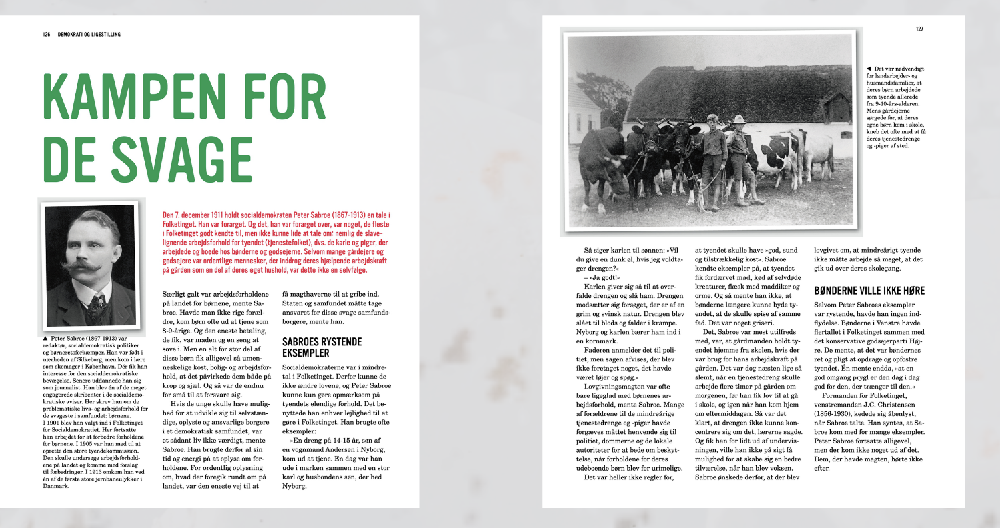 126 DEMOKRATI OG LIGESTILLING
KAMPEN FOR
DE SVAGE
Den 7. december 1911 holdt socialdemokraten Peter Sabroe (1867-1913) en tale i
Folketinget. Han var forarget. Og det, han var forarget over, var noget, de fleste
i Folketinget godt kendte til, men ikke kunne lide at tale om: nemlig de slave-
lignende arbejdsforhold for tyendet (tjenestefolket), dvs. de karle og piger, der
arbejdede og boede hos bønderne og godsejerne. Selvom mange gårdejere og
godsejere var ordentlige mennesker, der inddrog deres hjælpende arbejdskraft
på gården som en del af deres eget hushold, var dette ikke en selvfølge.
▲ Peter Sabroe (1867-1913) var
redaktør, socialdemokratisk politiker
og børneretsforkæmper. Han var født i
nærheden af Silkeborg, men kom i lære
som skomager i København. Dér fik han
interesse for den socialdemokratiske
bevægelse. Senere uddannede han sig
som journalist. Han blev én af de meget
engagerede skribenter i de socialdemo-
kratiske aviser. Her skrev han om de
problematiske livs- og arbejdsforhold for
de svageste i samfundet: børnene.
I 1901 blev han valgt ind i Folketinget
for Socialdemokratiet. Her fortsatte
han arbejdet for at forbedre forholdene
for børnene. I 1905 var han med til at
oprette den store tyendekommission.
Den skulle undersøge arbejdsforhold-
ene på landet og komme med forslag
til forbedringer. I 1913 omkom han ved
én af de første store jernbaneulykker i
Danmark.
Særligt galt var arbejdsforholdene
på landet for børnene, mente Sa-
broe. Havde man ikke rige foræl-
dre, kom børn ofte ud at tjene som
8-9-årige. Og den eneste betaling,
de fik, var maden og en seng at
sove i. Men en alt for stor del af
disse børn fik alligevel så umen-
neskelige kost, bolig- og arbejdsfor-
hold, at det påvirkede dem både på
krop og sjæl. Og så var de endnu
for små til at forsvare sig.
Hvis de unge skulle have mulig-
hed for at udvikle sig til selvstæn-
dige, oplyste og ansvarlige borgere
i et demokratisk samfundet, var
et sådant liv ikke værdigt, mente
Sabroe. Han brugte derfor al sin
tid og energi på at oplyse om for-
holdene. For ordentlig oplysning
om, hvad der foregik rundt om på
landet, var den eneste vej til at
få magthaverne til at gribe ind.
Staten og samfundet måtte tage
ansvaret for disse svage samfunds-
borgere, mente han.
SABROES RYSTENDE
EKSEMPLER
Socialdemokraterne var i mindre-
tal i Folketinget. Derfor kunne de
ikke ændre lovene, og Peter Sabroe
kunne kun gøre opmærksom på
tyendets elendige forhold. Det be-
nyttede han enhver lejlighed til at
gøre i Folketinget. Han brugte ofte
eksempler:
»En dreng på 14-15 år, søn af
en vognmand Andersen i Nyborg,
kom ud at tjene. En dag var han
ude i marken sammen med en stor
karl og husbondens søn, der hed
Nyborg.
127
◄ Det var nødvendigt
for landarbejder- og
husmandsfamilier, at
deres børn arbejdede
som tyende allerede
fra 9-10-års-alderen.
Mens gårdejerne
sørgede for, at deres
egne børn kom i skole,
kneb det ofte med at få
deres tjenestedrenge
og -piger af sted.
Så siger karlen til sønnen: »Vil
du give en dunk øl, hvis jeg voldta-
ger drengen?«
– »Ja godt!«
Karlen giver sig så til at over-
falde drengen og slå ham. Drengen
modsætter sig forsøget, der er af en
grim og svinsk natur. Drengen blev
slået til blods og falder i krampe.
Nyborg og karlen bærer ham ind i
en kornmark.
Faderen anmelder det til poli-
tiet, men sagen afvises, der blev
ikke foretaget noget, det havde
været løjer og spøg.«
Lovgivningsmagten var ofte
bare ligeglad med børnenes ar-
bejdsforhold, mente Sabroe. Mange
af forældrene til de mindreårige
tjenestedrenge og -piger havde
forgæves måttet henvende sig til
politiet, dommerne og de lokale
autoriteter for at bede om beskyt-
telse, når forholdene for deres
udeboende børn blev for urimelige.
Det var heller ikke regler for,
at tyendet skulle have »god, sund
og tilstrækkelig kost«. Sabroe
kendte eksempler på, at tyendet
fik fordærvet mad, kød af selvdøde
kreaturer, flæsk med maddiker og
orme. Og så mente han ikke, at
bønderne længere kunne byde ty-
endet, at de skulle spise af samme
fad. Det var noget griseri.
Det, Sabroe var mest utilfreds
med, var, at gårdmanden holdt ty-
endet hjemme fra skolen, hvis der
var brug for hans arbejdskraft på
gården. Det var dog næsten lige så
slemt, når en tjenestedreng skulle
arbejde flere timer på gården om
morgenen, før han fik lov til at gå
i skole, og igen når han kom hjem
om eftermiddagen. Så var det
klart, at drengen ikke kunne kon-
centrere sig om det, lærerne sagde.
Og fik han for lidt ud af undervis-
ningen, ville han ikke på sigt få
mulighed for at skabe sig en bedre
tilværelse, når han blev voksen.
Sabroe ønskede derfor, at der blev
lovgivet om, at mindreårigt tyende
ikke måtte arbejde så meget, at det
gik ud over deres skolegang.
BØNDERNE VILLE IKKE HØRE
Selvom Peter Sabroes eksempler
var rystende, havde han ingen ind-
flydelse. Bønderne i Venstre havde
flertallet i Folketinget sammen med
det konservative godsejerparti Høj-
re. De mente, at det var bøndernes
ret og pligt at opdrage og opfostre
tyendet. Én mente endda, »at en
god omgang prygl er den dag i dag
god for den, der trænger til den.«
Formanden for Folketinget,
venstremanden J.C. Christensen
(1856-1930), kedede sig åbenlyst,
når Sabroe talte. Han syntes, at Sa-
broe kom med for mange eksempler.
Peter Sabroe fortsatte alligevel,
men der kom ikke noget ud af det.
Dem, der havde magten, hørte ikke
efter.